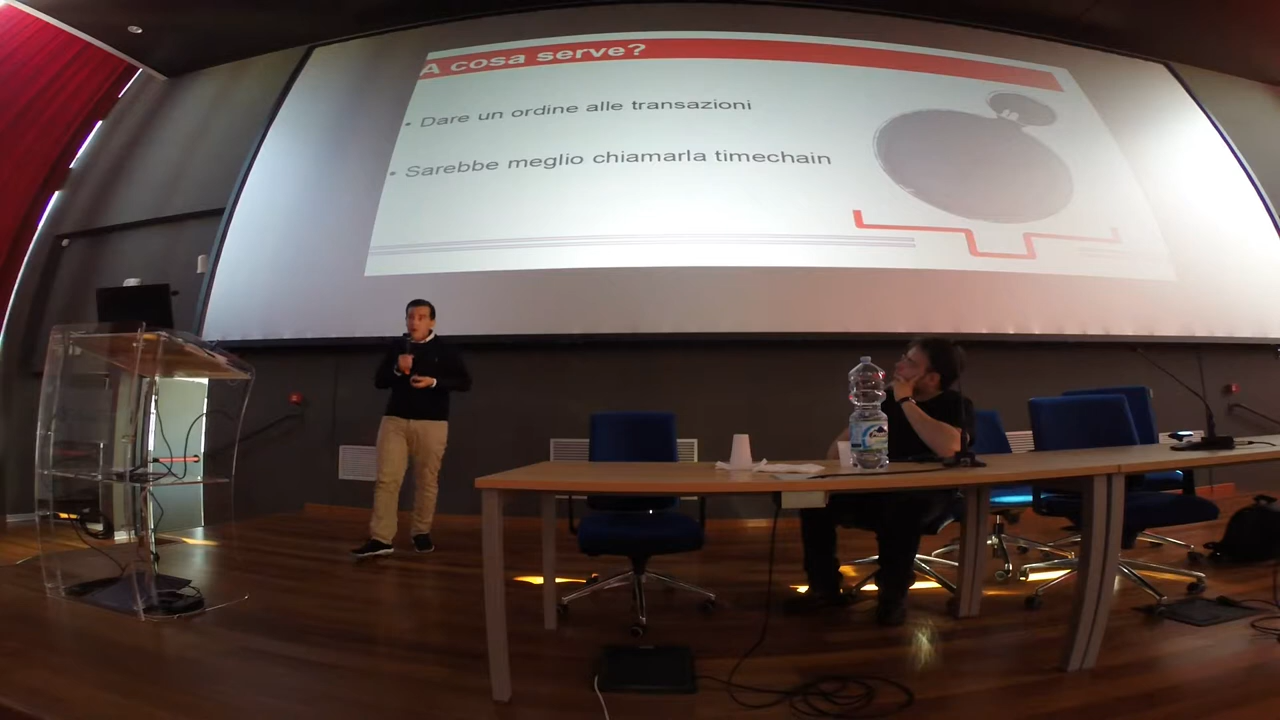 A cosa serve?
• Dare un ordine alle transazioni
• Sarebbe meglio chiamarla timechain